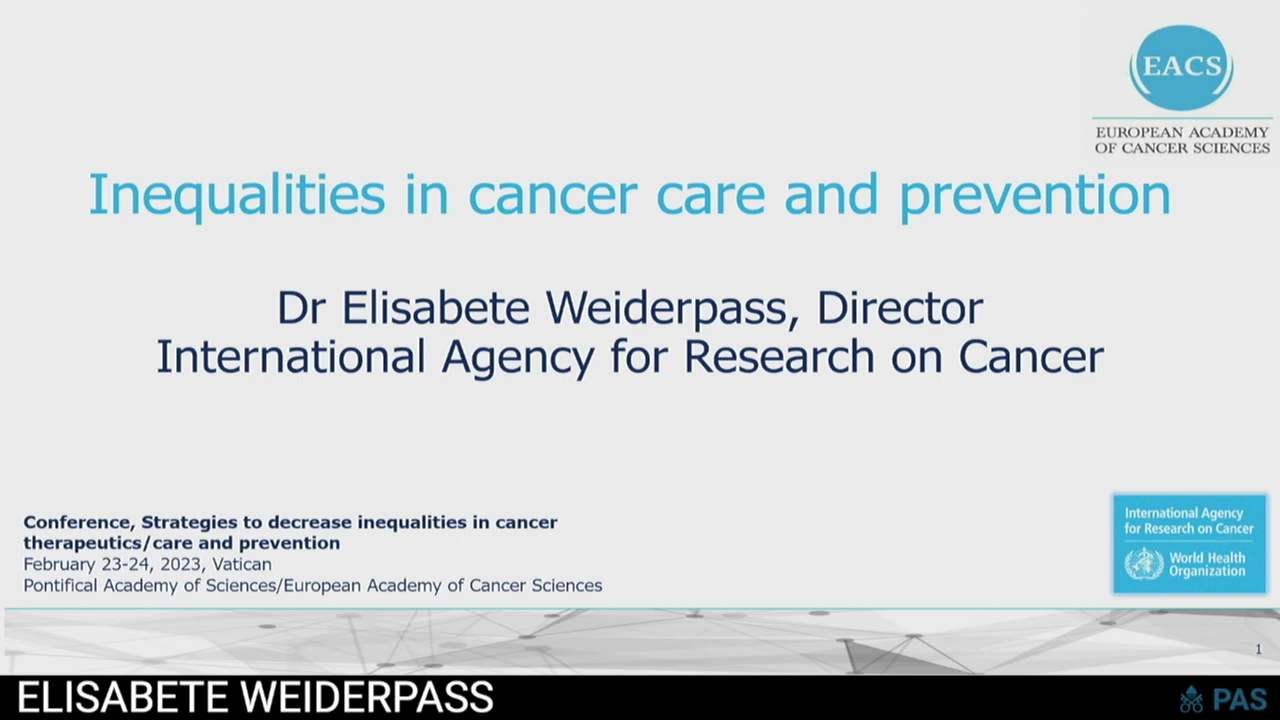 EACS
EUROPEAN ACADEMY
OF CANCER SCIENCES
Inequalities in cancer care and prevention
Dr Elisabete Weiderpass, Director
International Agency for Research on Cancer
Conference, Strategies to decrease inequalities in cancer
therapeutics/care and prevention
February 23-24, 2023, Vatican
Pontifical Academy of Sciences/European Academy of Cancer Sciences
International Agency
for Research on Cancer
World Health
Organization
1
ELISABETE WEIDERPASS
PAS